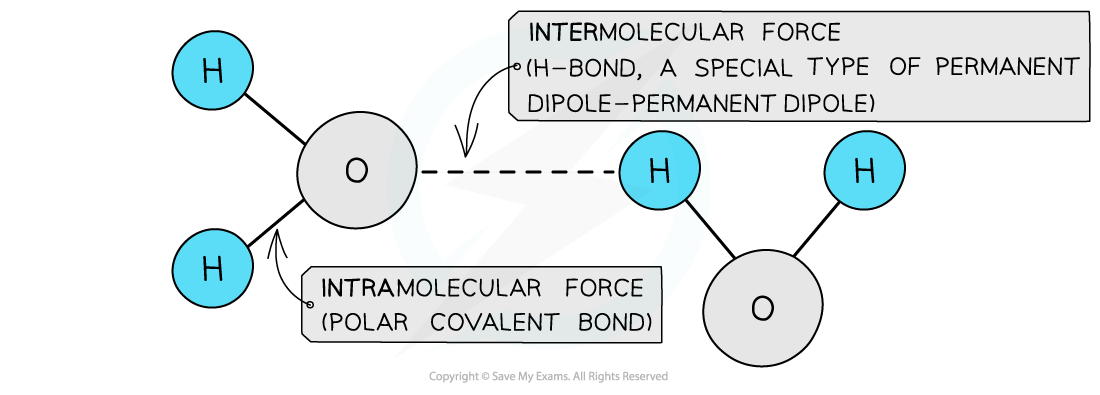 INTERMOLECULAR FORCE
(H-BOND, A SPECIAL TYPE OF PERMANENT
DIPOLE-PERMANENT DIPOLE)
H
O
H
H
H
INTRAMOLECULAR FORCE
(POLAR COVALENT BOND)
O
Copyright © Save My Exams. All Rights Reserved